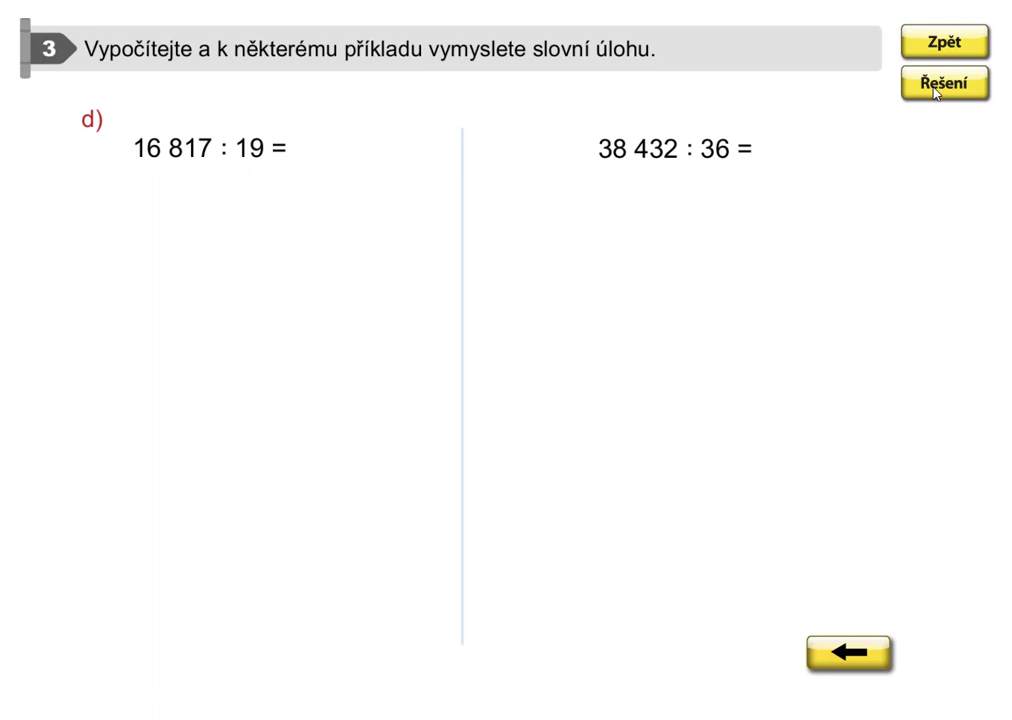 3 Vypočítejte a k některému příkladu vymyslete slovní úlohu.
Zpět
Řešení
d)
16 817 : 19 =
38 432 : 36 =